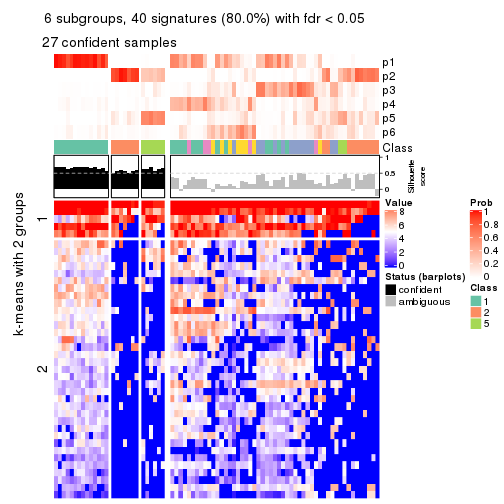 6 subgroups, 40 signatures (80.0%) with fdr < 0.05
27 confident samples
p1
p2
p3
p4
p5
p6
Class
1
0.5
0
Silhouette
score
k-means with 2 groups
1
2
Value
8
6
4
2
0
Status (barplots)
confident
ambiguous
Prob
1
0.8
0.6
0.4
0.2
0
Class
1
2
5